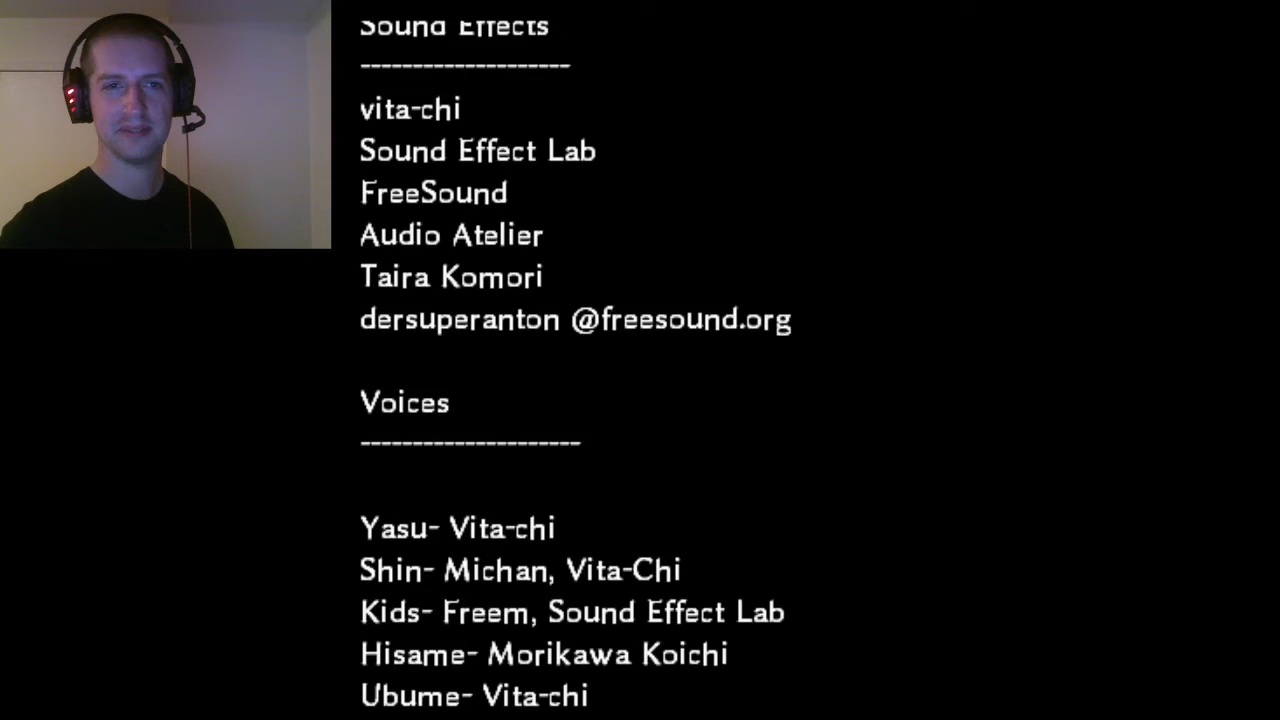 Sound Effects
---------------------
vita-chi
Sound Effect Lab
FreeSound
Audio Atelier
Taira Komori
dersuperanton @freesound.org
Voices
----------------------
Yasu- Vita-chi
Shin- Michan, Vita-Chi
Kids- Freem, Sound Effect Lab
Hisame- Morikawa Koichi
Ubume- Vita-chi